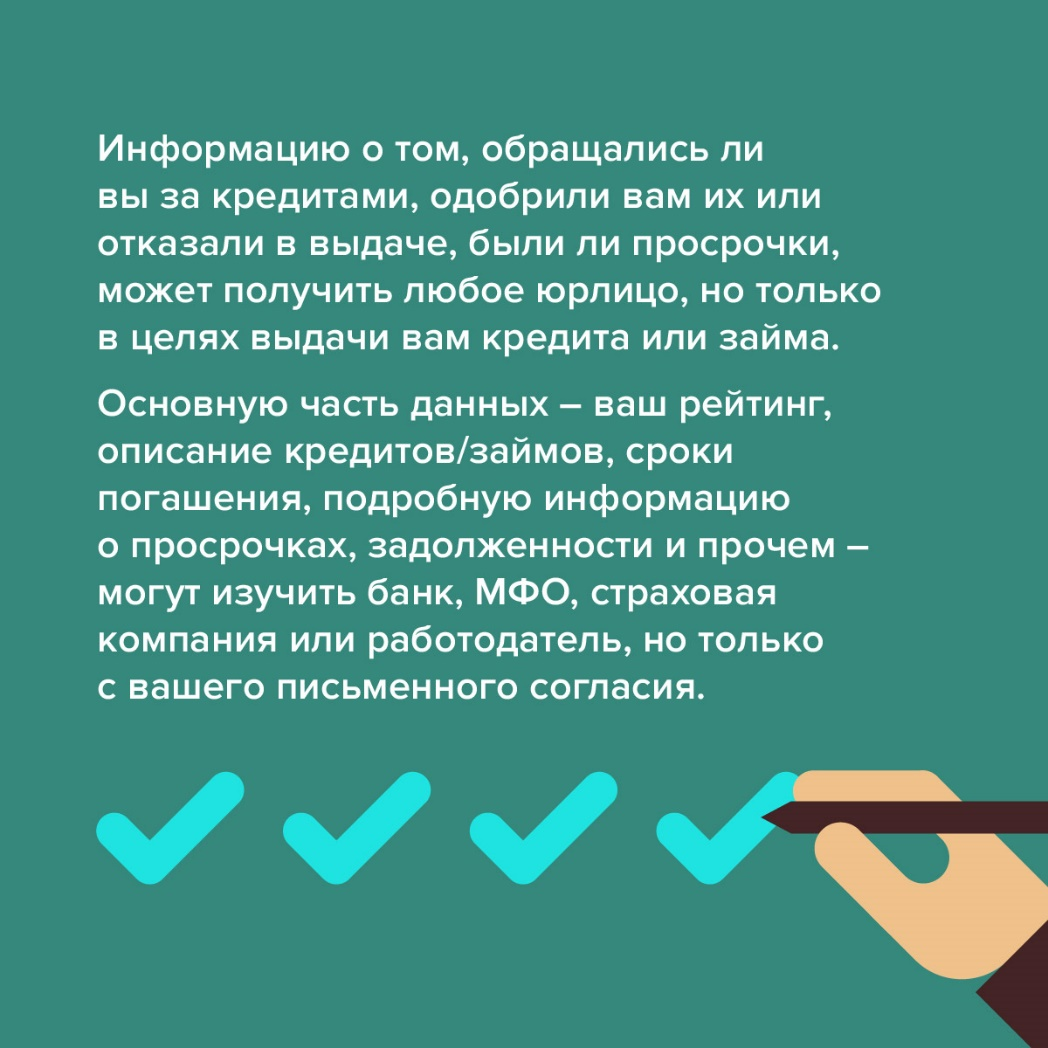 Информацию о том, обращались ли
вы за кредитами, одобрили вам их или
отказали в выдаче, были ли просрочки,
может получить любое юрлицо, но только
в целях выдачи вам кредита или займа.
Основную часть данных – ваш рейтинг,
описание кредитов/займов, сроки
погашения, подробную информацию
о просрочках, задолженности и прочем –
могут изучить банк, МФО, страховая
компания или работодатель, но только
с вашего письменного согласия.